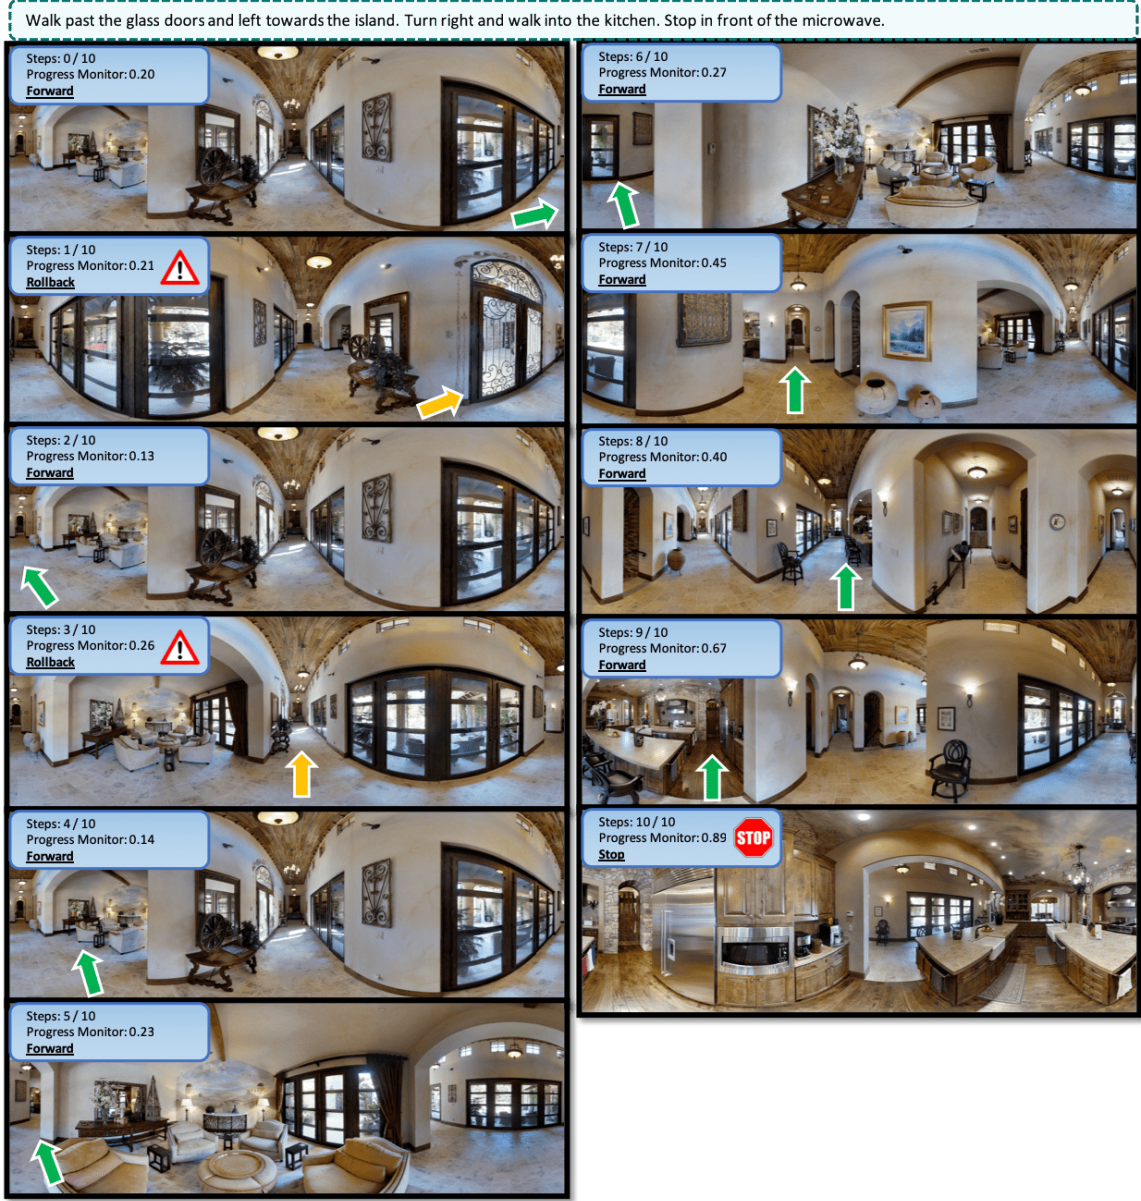 Walk past the glass doors and left towards the island. Turn right and walk into the kitchen. Stop in front of the microwave.
Steps: 0 / 10
Progress Monitor: 0.20
Forward
Steps: 1 / 10
Progress Monitor: 0.21
Rollback
Steps: 2 / 10
Progress Monitor: 0.13
Forward
Steps: 3 / 10
Progress Monitor: 0.26
Rollback
Steps: 4 / 10
Progress Monitor: 0.14
Forward
Steps: 5 / 10
Progress Monitor: 0.23
Forward
Steps: 6 / 10
Progress Monitor: 0.27
Forward
Steps: 7 / 10
Progress Monitor: 0.45
Forward
Steps: 8 / 10
Progress Monitor: 0.40
Forward
Steps: 9 / 10
Progress Monitor: 0.67
Forward
Steps: 10 / 10
Progress Monitor: 0.89
Stop
STOP